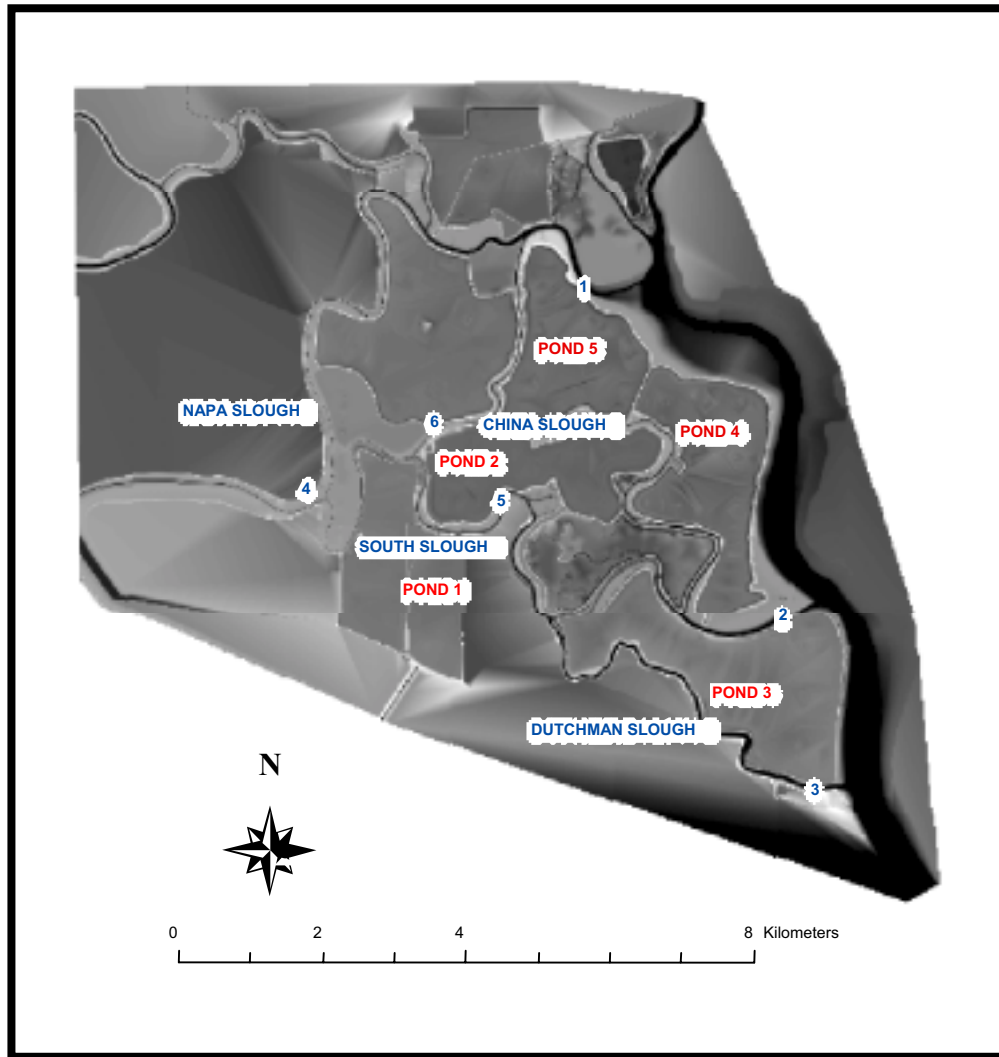 1
POND 5
NAPA SLOUGH
6
CHINA SLOUGH
POND 4
POND 2
4
5
SOUTH SLOUGH
POND 1
2
POND 3
DUTCHMAN SLOUGH
3
N
0 2 4 8 Kilometers